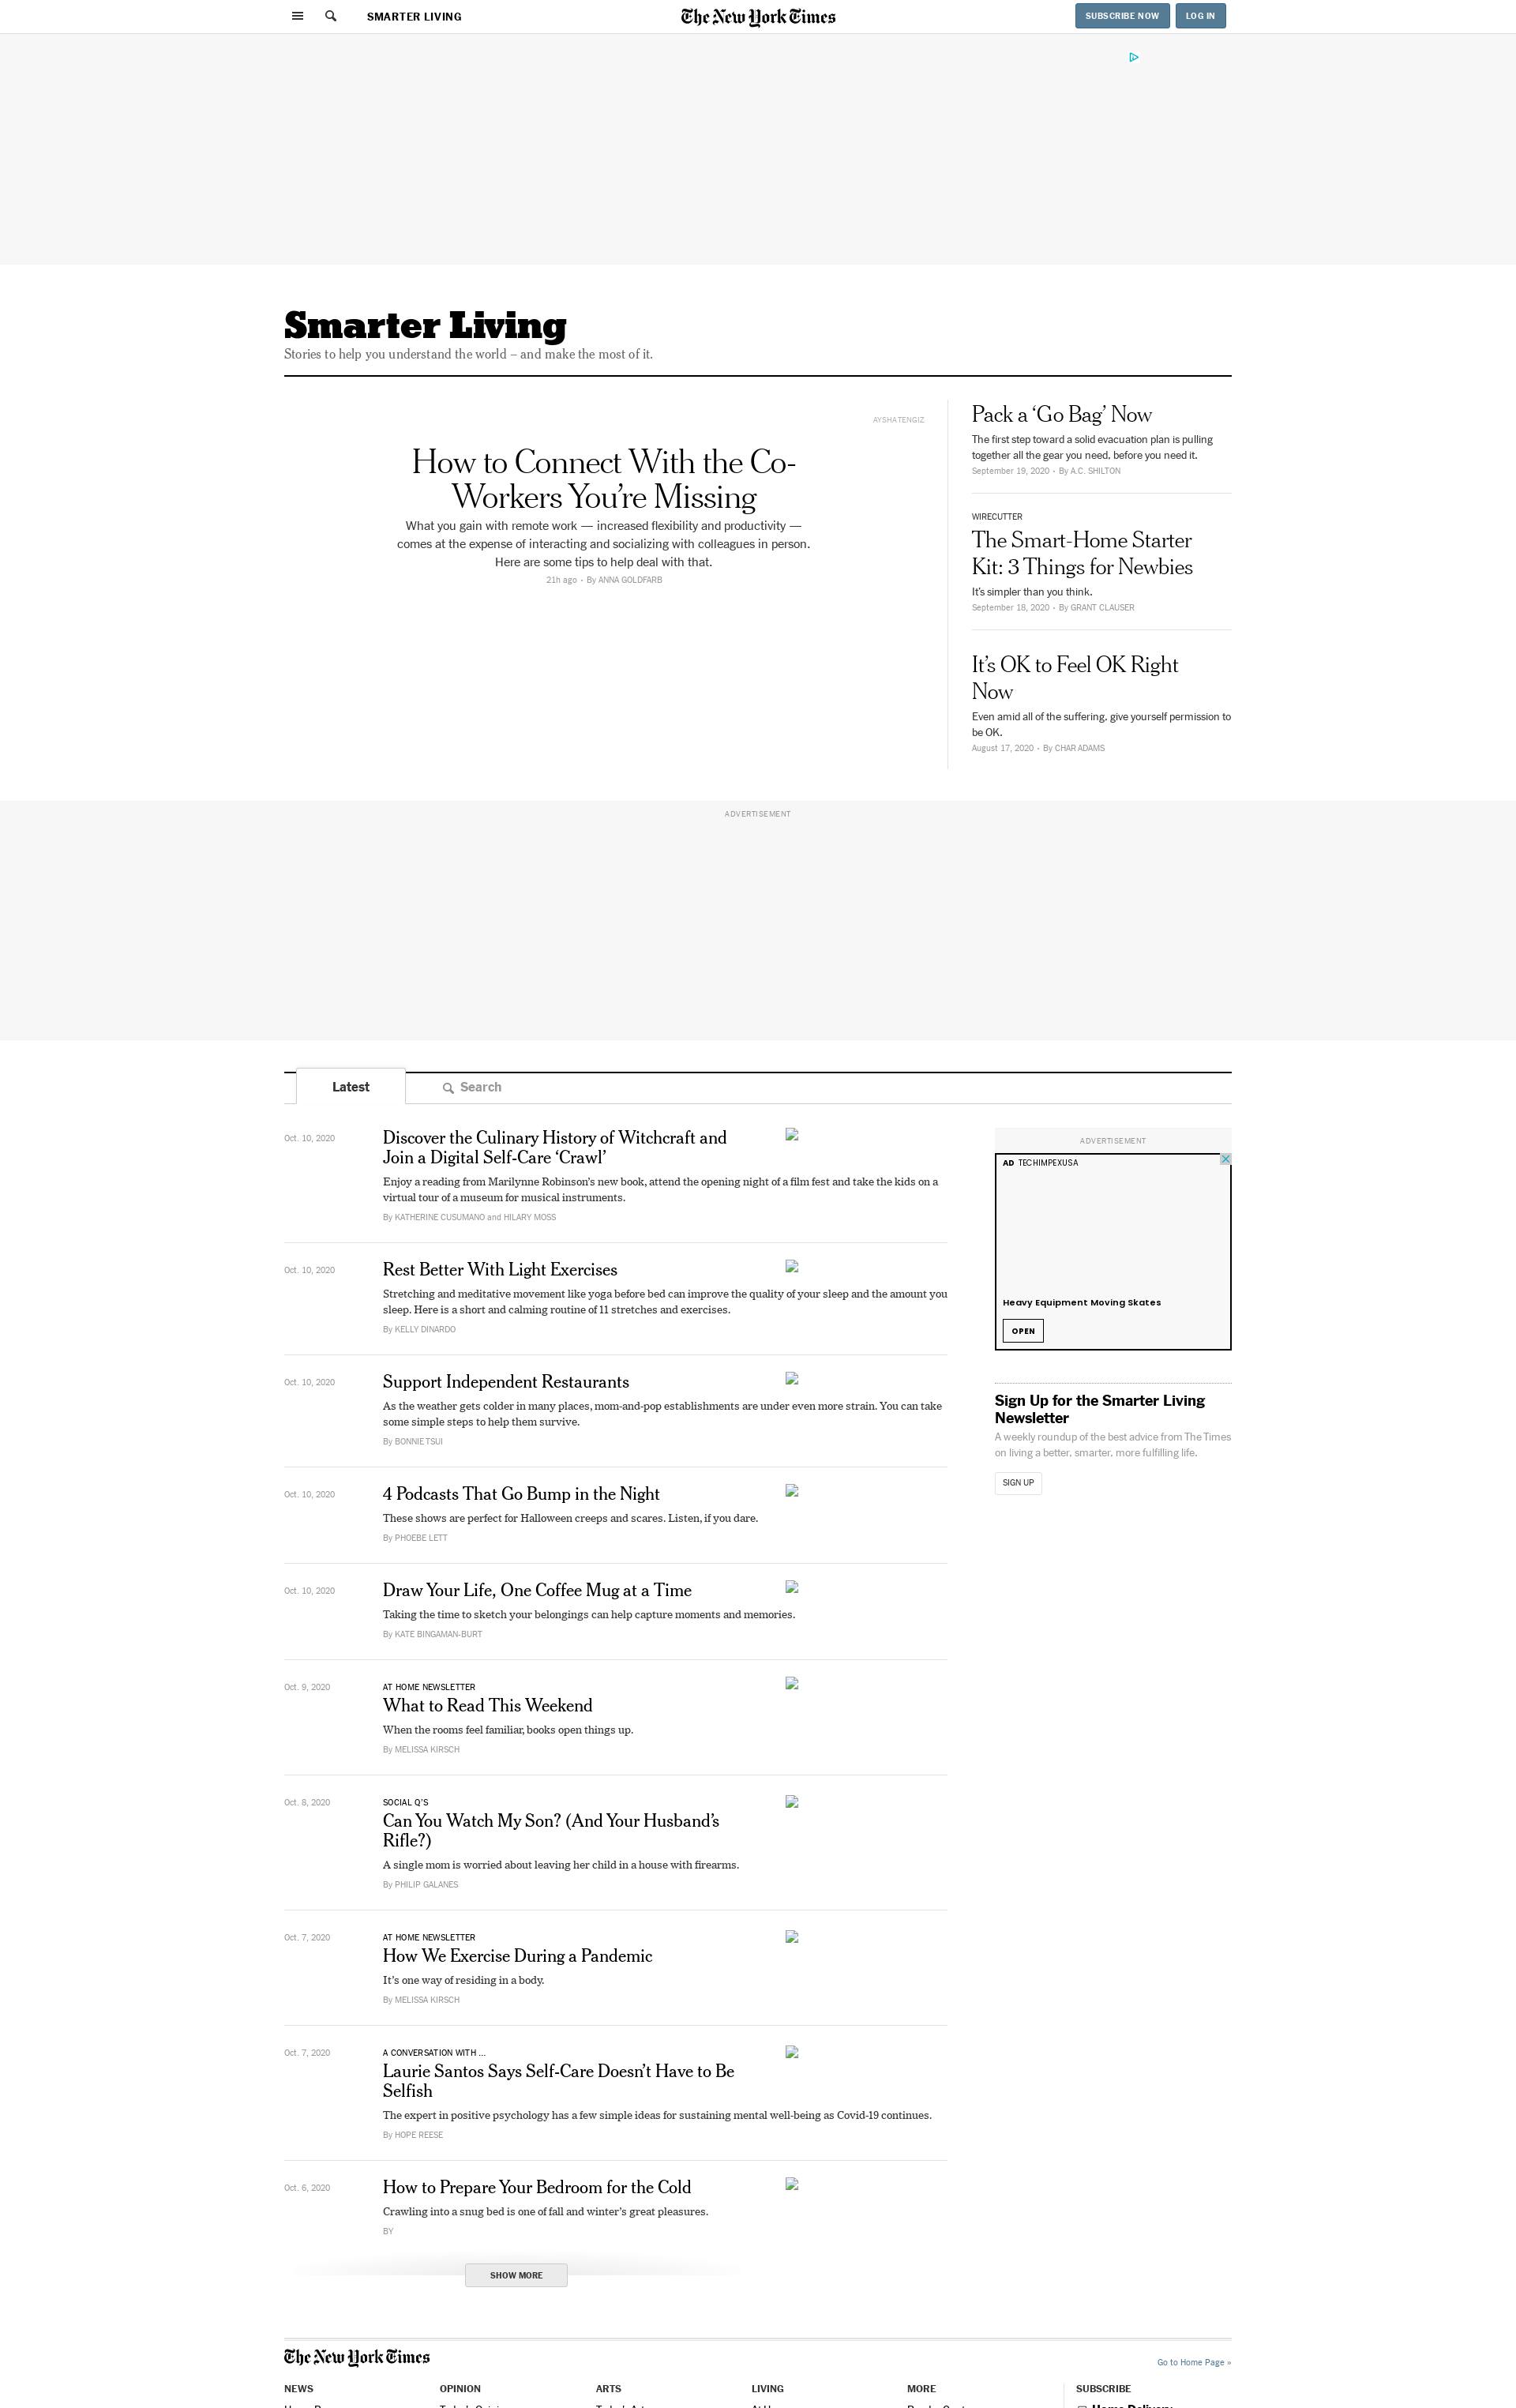 SMARTER LIVING
The New York Times
SUBSCRIBE NOW
LOG IN
Smarter Living
Stories to help you understand the world – and make the most of it.
AYSHA TENGIZ
How to Connect With the Co-
Workers You’re Missing
What you gain with remote work — increased flexibility and productivity —
comes at the expense of interacting and socializing with colleagues in person.
Here are some tips to help deal with that.
21h ago • By ANNA GOLDFARB
Pack a ‘Go Bag’ Now
The first step toward a solid evacuation plan is pulling
together all the gear you need, before you need it.
September 19, 2020 • By A.C. SHILTON
WIRECUTTER
The Smart-Home Starter
Kit: 3 Things for Newbies
It’s simpler than you think.
September 18, 2020 • By GRANT CLAUSER
It’s OK to Feel OK Right
Now
Even amid all of the suffering, give yourself permission to
be OK.
August 17, 2020 • By CHAR ADAMS
ADVERTISEMENT
Latest
Search
Oct. 10, 2020
Discover the Culinary History of Witchcraft and
Join a Digital Self-Care ‘Crawl’
Enjoy a reading from Marilynne Robinson’s new book, attend the opening night of a film fest and take the kids on a
virtual tour of a museum for musical instruments.
By KATHERINE CUSUMANO and HILARY MOSS
Oct. 10, 2020
Rest Better With Light Exercises
Stretching and meditative movement like yoga before bed can improve the quality of your sleep and the amount you
sleep. Here is a short and calming routine of 11 stretches and exercises.
By KELLY DINARDO
Oct. 10, 2020
Support Independent Restaurants
As the weather gets colder in many places, mom-and-pop establishments are under even more strain. You can take
some simple steps to help them survive.
By BONNIE TSUI
Oct. 10, 2020
4 Podcasts That Go Bump in the Night
These shows are perfect for Halloween creeps and scares. Listen, if you dare.
By PHOEBE LETT
Oct. 10, 2020
Draw Your Life, One Coffee Mug at a Time
Taking the time to sketch your belongings can help capture moments and memories.
By KATE BINGAMAN-BURT
Oct. 9, 2020
AT HOME NEWSLETTER
What to Read This Weekend
When the rooms feel familiar, books open things up.
By MELISSA KIRSCH
Oct. 8, 2020
SOCIAL Q’S
Can You Watch My Son? (And Your Husband’s
Rifle?)
A single mom is worried about leaving her child in a house with firearms.
By PHILIP GALANES
Oct. 7, 2020
AT HOME NEWSLETTER
How We Exercise During a Pandemic
It’s one way of residing in a body.
By MELISSA KIRSCH
Oct. 7, 2020
A CONVERSATION WITH ...
Laurie Santos Says Self-Care Doesn’t Have to Be
Selfish
The expert in positive psychology has a few simple ideas for sustaining mental well-being as Covid-19 continues.
By HOPE REESE
Oct. 6, 2020
How to Prepare Your Bedroom for the Cold
Crawling into a snug bed is one of fall and winter’s great pleasures.
BY
SHOW MORE
ADVERTISEMENT
AD TECHIMPEXUSA
Heavy Equipment Moving Skates
OPEN
Sign Up for the Smarter Living
Newsletter
A weekly roundup of the best advice from The Times
on living a better, smarter, more fulfilling life.
SIGN UP
The New York Times
Go to Home Page »
NEWS
OPINION
ARTS
LIVING
MORE
SUBSCRIBE